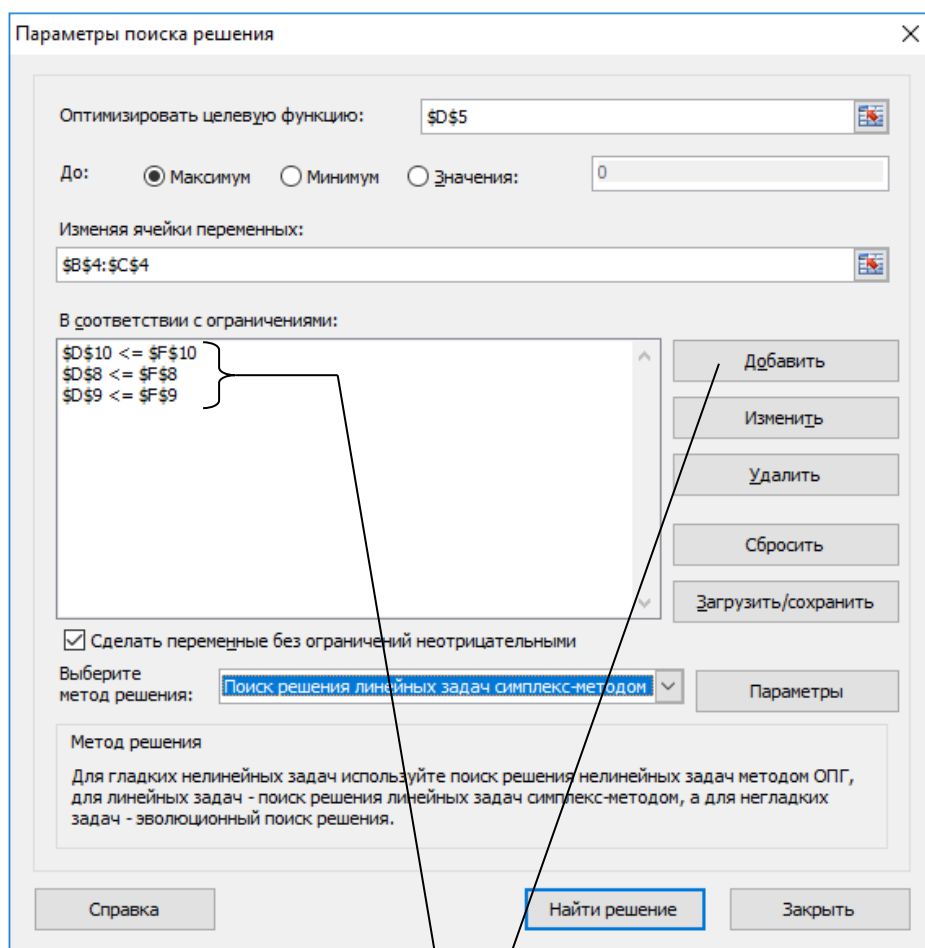 Параметры поиска решения
Оптимизировать целевую функцию:
$D$5
До:
Максимум
Минимум
Значения:
0
Изменяя ячейки переменных:
$B$4:$C$4
В соответствии с ограничениями:
$D$10 <= $F$10
$D$8 <= $F$8
$D$9 <= $F$9
Добавить
Изменить
Удалить
Сбросить
Загрузить/сохранить
Сделать переменные без ограничений неотрицательными
Выберите
метод решения:
Поиск решения линейных задач симплекс-методом
Параметры
Метод решения
Для гладких нелинейных задач используйте поиск решения нелинейных задач методом ОПГ,
для линейных задач - поиск решения линейных задач симплекс-методом, а для негладких
задач - эволюционный поиск решения.
Справка
Найти решение
Закрыть